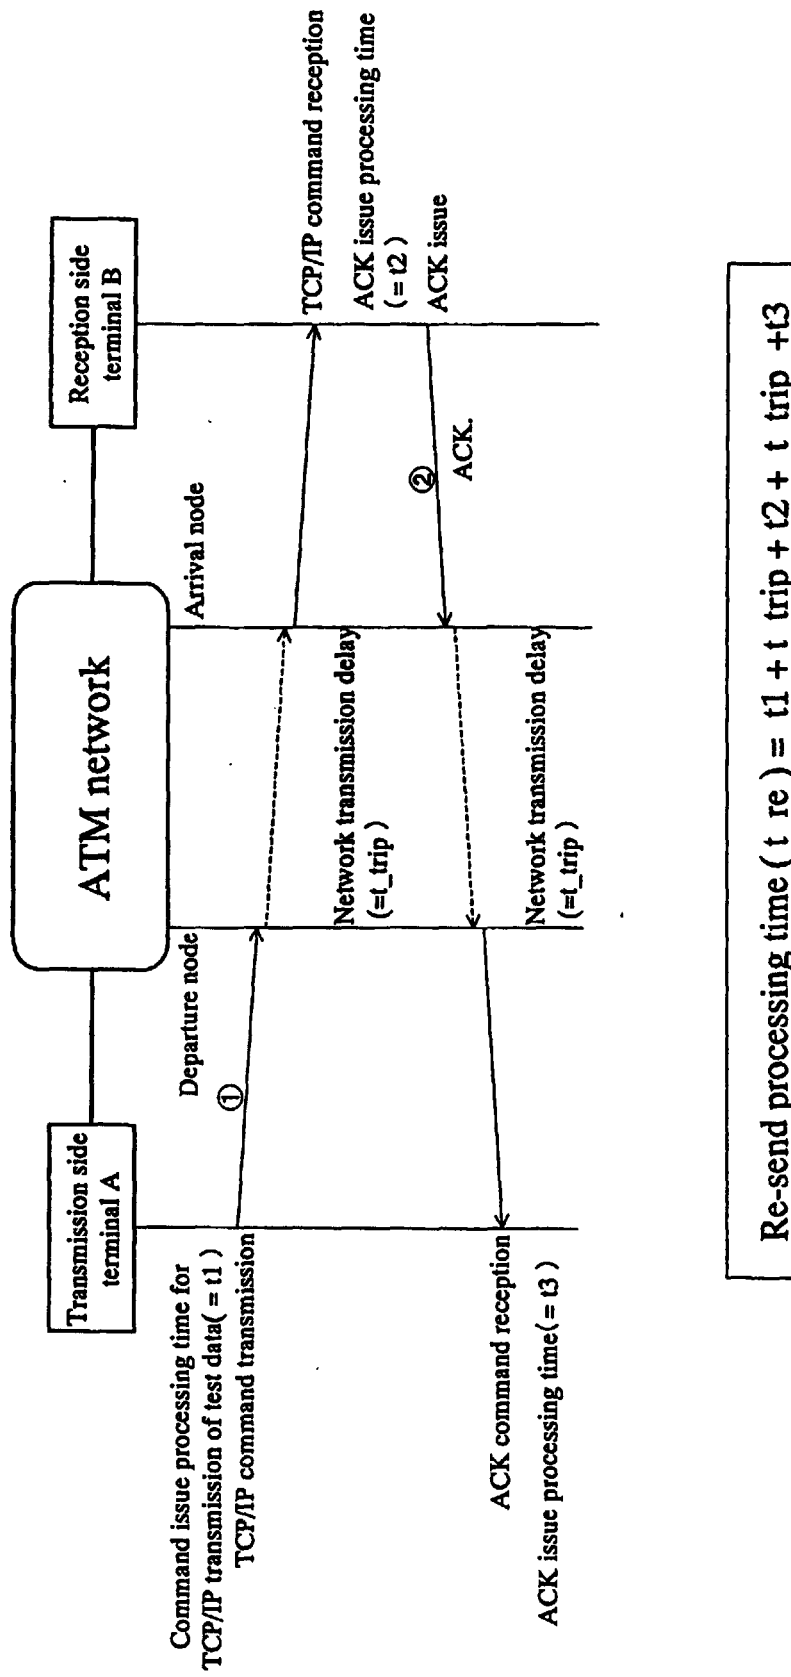 Transmission side
terminal A
ATM network
Reception side
terminal B
Departure node
Arrival node
Command issue processing time for
TCP/IP transmission of test data( = t1 )
TCP/IP command transmission
①
TCP/IP command reception
Network transmission delay
(=t_trip )
ACK issue processing time
( = t2 )
ACK issue
②
ACK.
ACK command reception
Network transmission delay
(=t_trip )
ACK issue processing time( = t3 )
Re-send processing time ( t re ) = t1 + t trip + t2 + t trip +t3